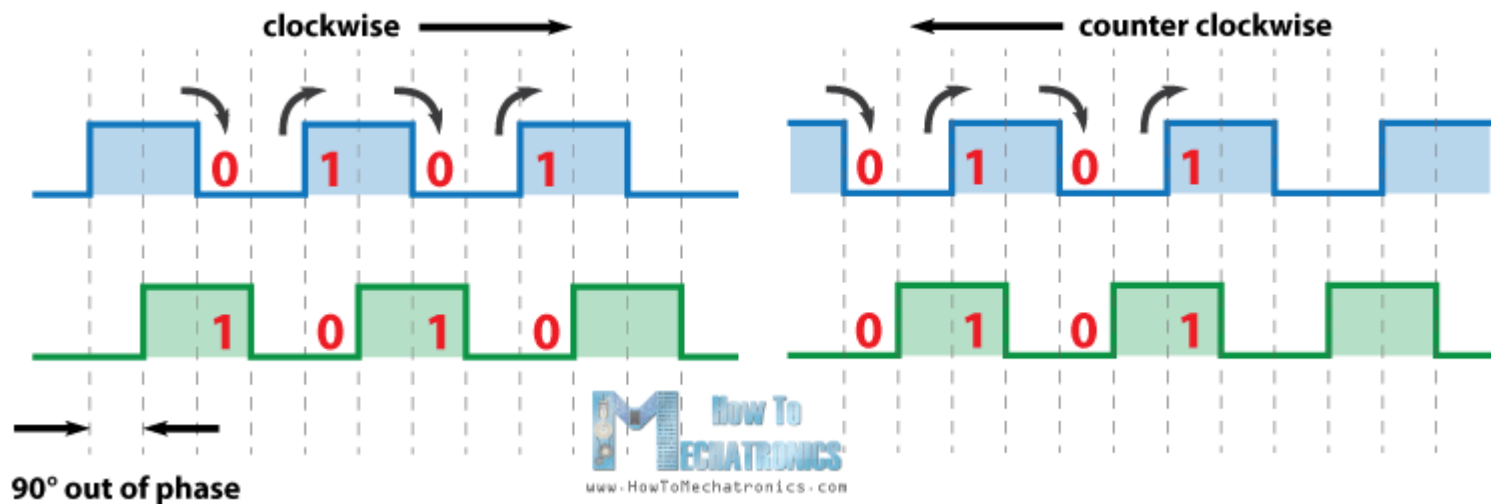 clockwise
counter clockwise
0 1 0 1
0 1 0 1
1 0 1 0
0 1 0 1
How To
MECHATRONICS
www.HowToMechatronics.com
90° out of phase